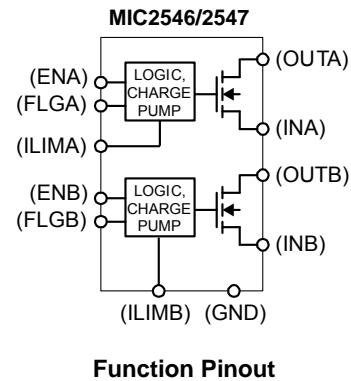 MIC2546/2547
(ENA)
(FLGA)
(ILIMA)
LOGIC,
CHARGE
PUMP
(OUTA)
(INA)
(ENB)
(FLGB)
LOGIC,
CHARGE
PUMP
(OUTB)
(INB)
(ILIMB) (GND)
Function Pinout